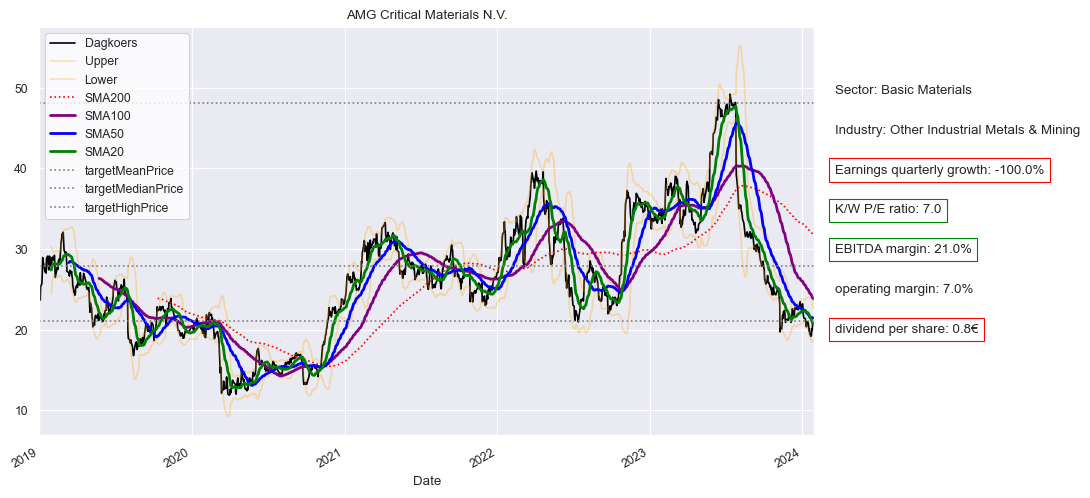 AMG Critical Materials N.V.
Dagkoers
Upper
Lower
SMA200
SMA100
SMA50
SMA20
targetMeanPrice
targetMedianPrice
targetHighPrice
50
40
30
20
10
2019
2020
2021
2022
2023
2024
Date
Sector: Basic Materials
Industry: Other Industrial Metals & Mining
Earnings quarterly growth: -100.0%
K/W P/E ratio: 7.0
EBITDA margin: 21.0%
operating margin: 7.0%
dividend per share: 0.8€